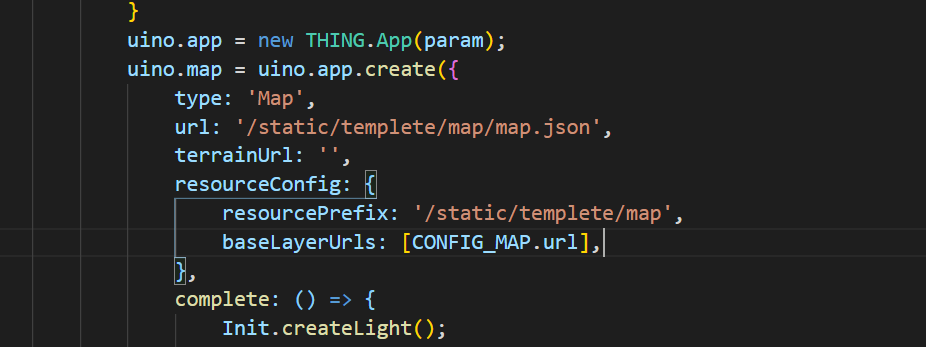 }
uino.app = new THING.App(param);
uino.map = uino.app.create({
type: 'Map',
url: '/static/templete/map/map.json',
terrainUrl: '',
resourceConfig: {
resourcePrefix: '/static/templete/map',
baseLayerUrls: [CONFIG_MAP.url],
},
complete: () => {
Init.createLight();